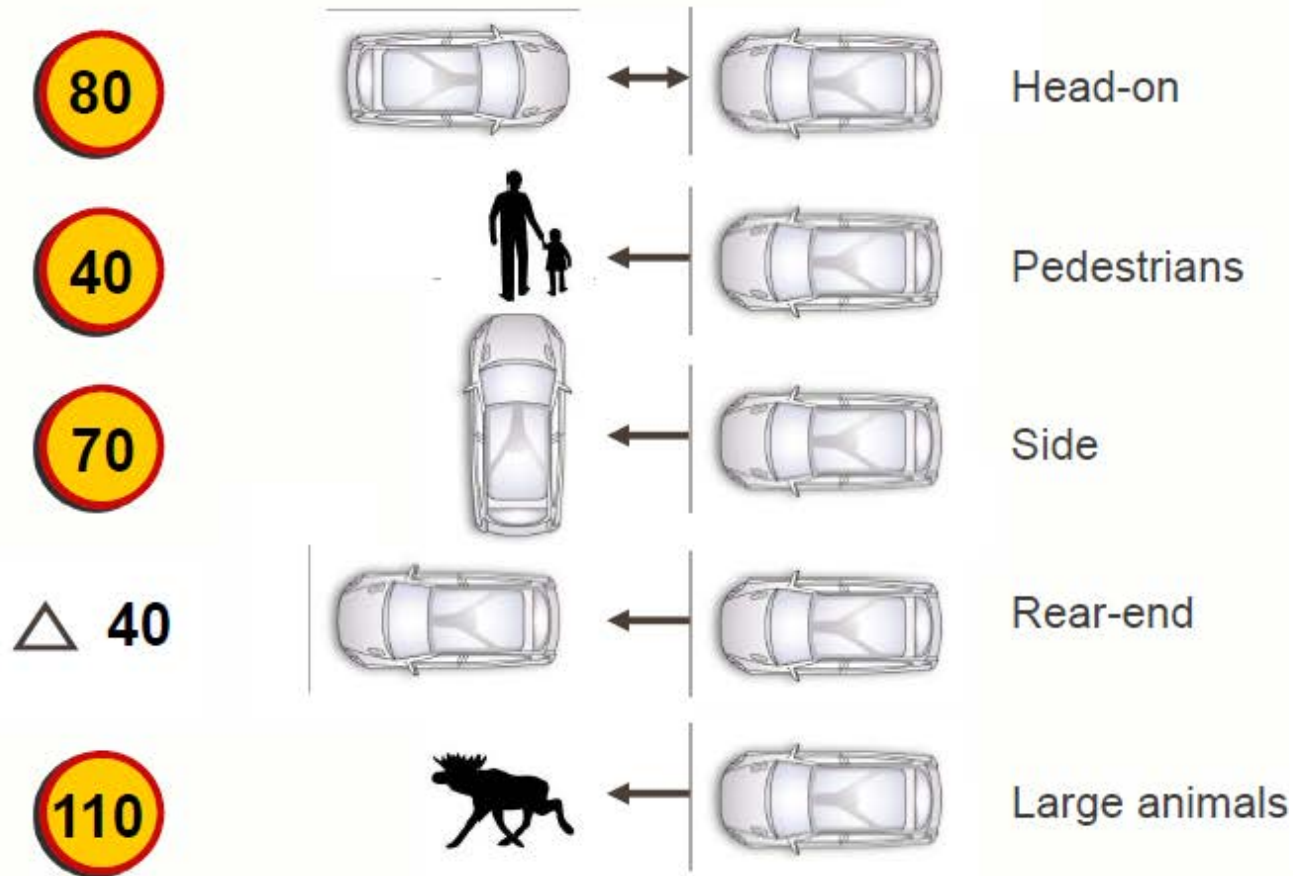 80 Head-on
40 Pedestrians
70 Side
△ 40 Rear-end
110 Large animals